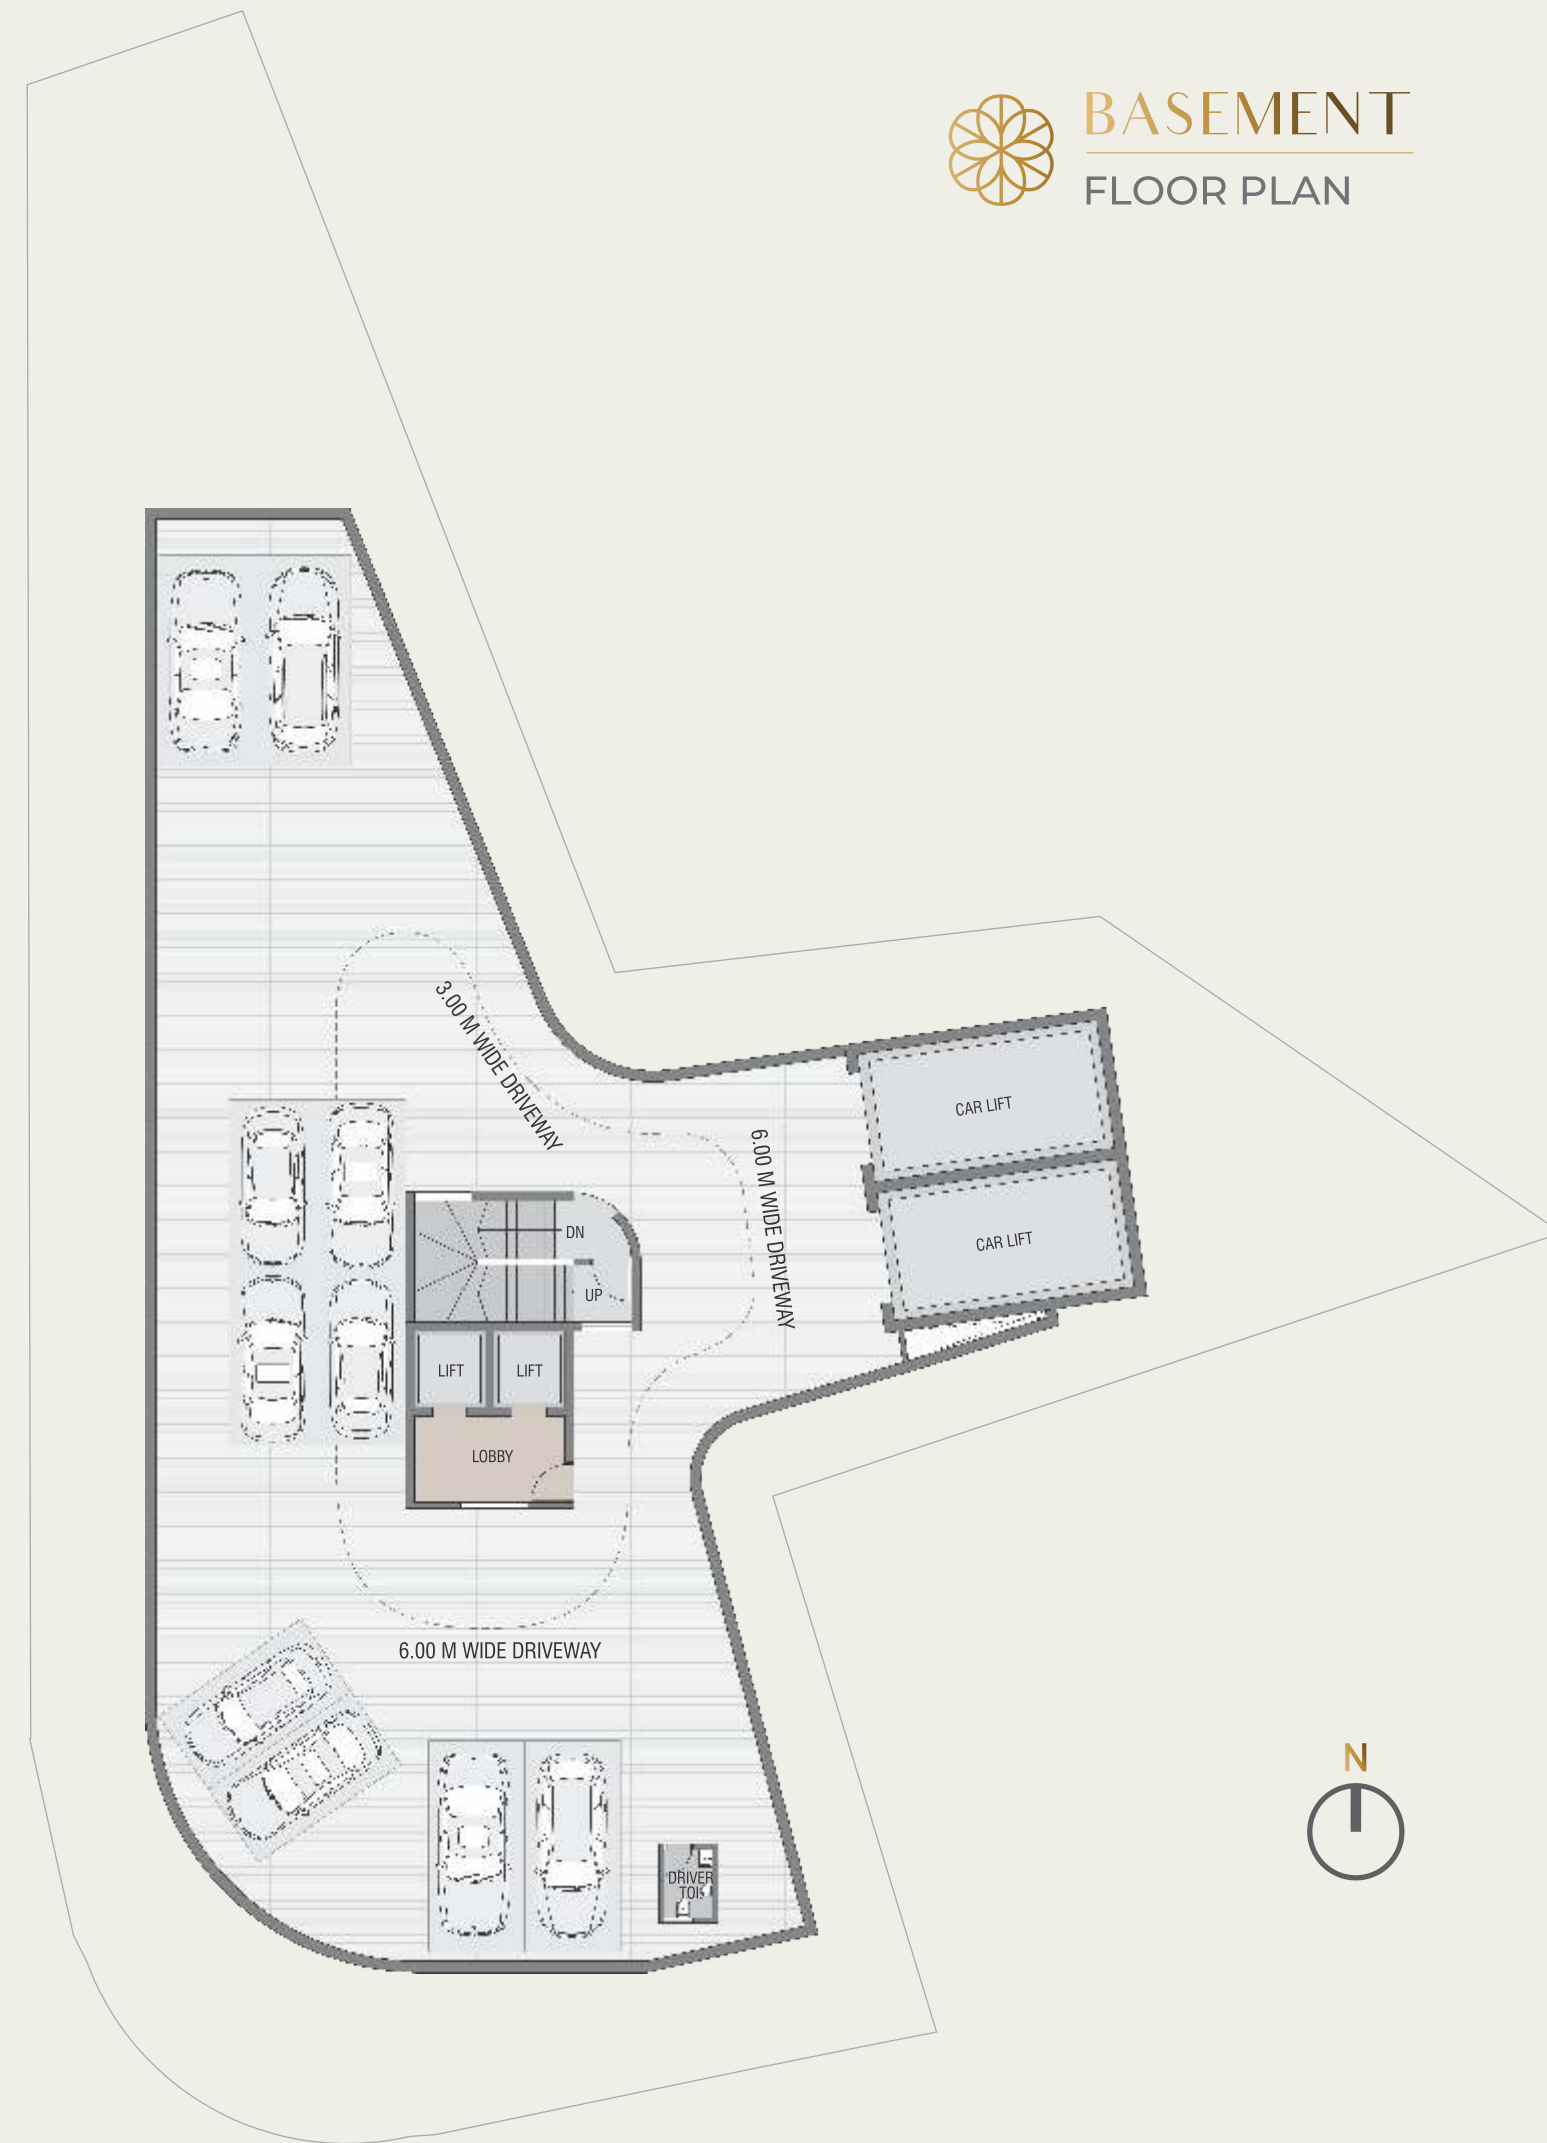 BASEMENT
FLOOR PLAN
3.00 M WIDE DRIVEWAY
6.00 M WIDE DRIVEWAY
CAR LIFT
CAR LIFT
DN
UP
LIFT
LIFT
LOBBY
6.00 M WIDE DRIVEWAY
DRIVER
TOI.
N